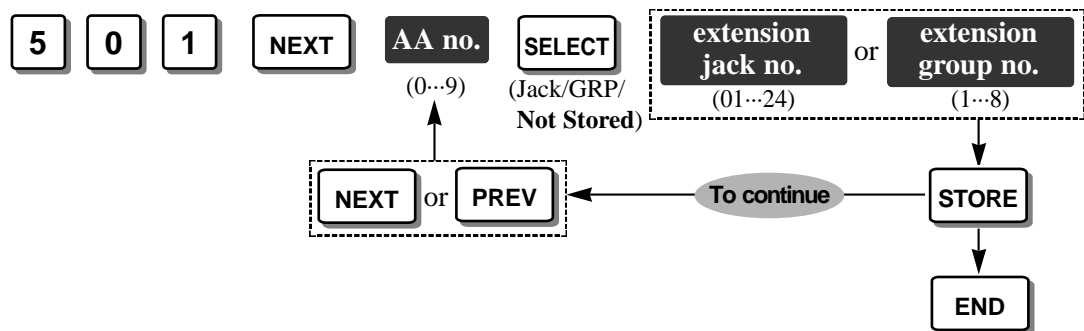 5 0 1 NEXT AA no. SELECT extension jack no. or extension group no.
(0···9) (Jack/GRP/ Not Stored) (01···24) (1···8)
NEXT or PREV To continue STORE
END